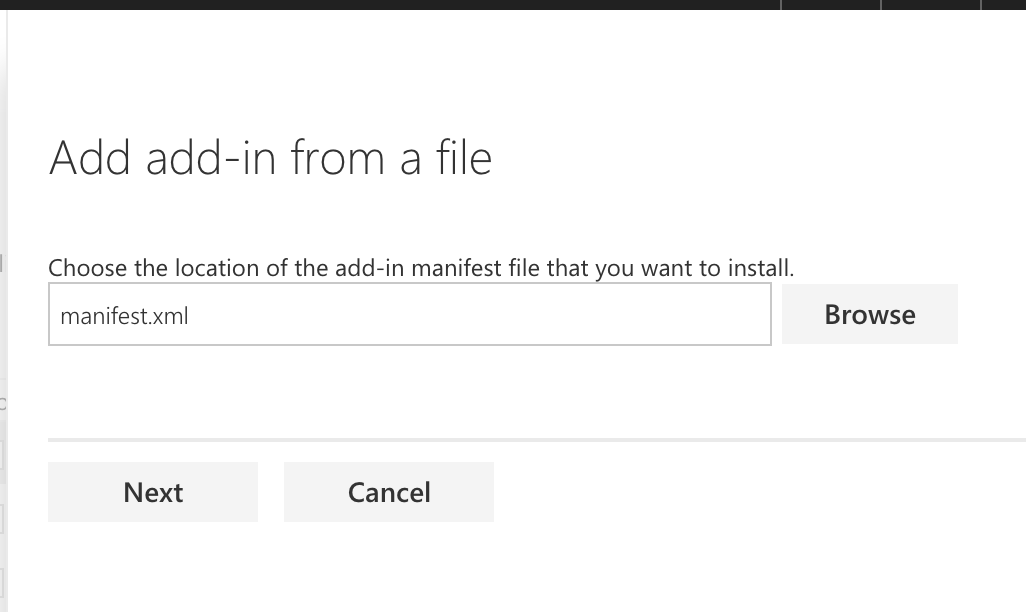 Add add-in from a file
Choose the location of the add-in manifest file that you want to install.
manifest.xml
Browse
Next
Cancel